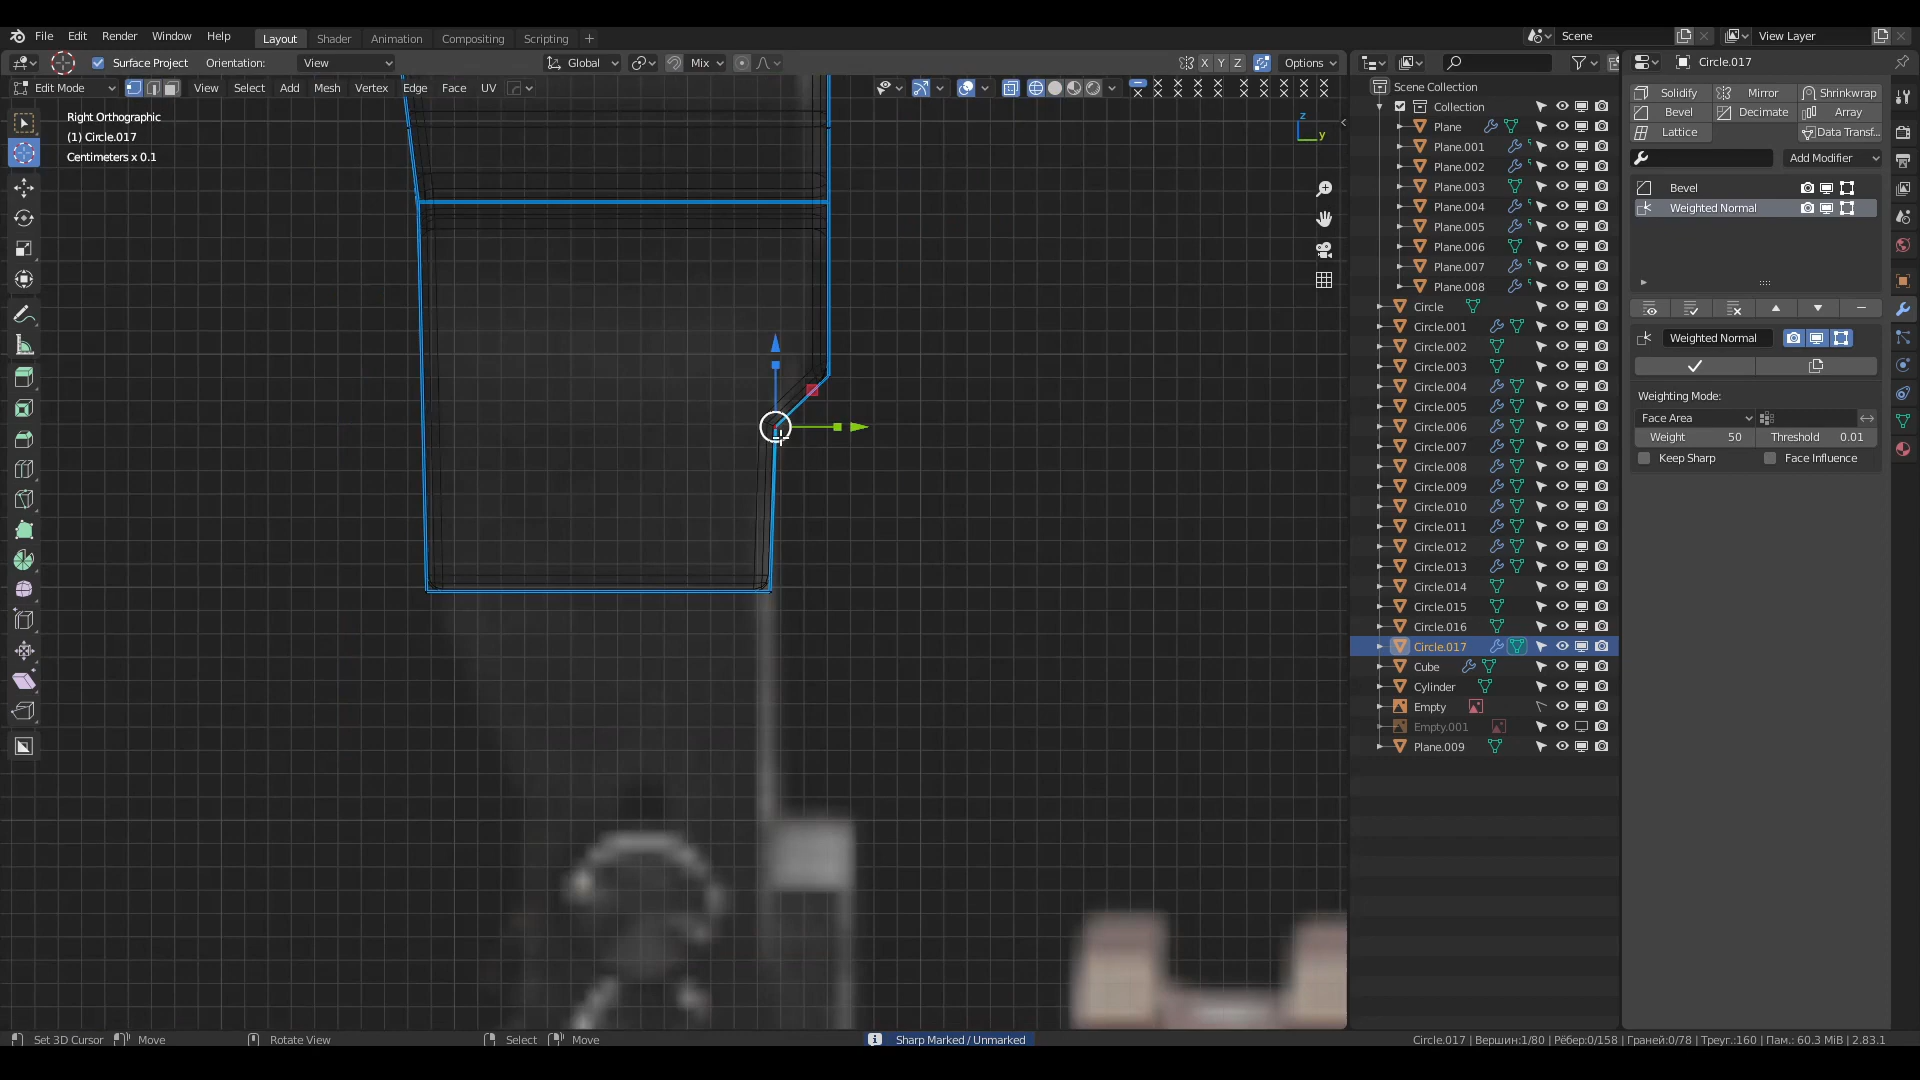 File Edit Render Window Help Layout Shader Animation Compositing Scripting + Scene View Layer
Surface Project Orientation: View Global Mix X Y Z Options Circle.017
Edit Mode View Select Add Mesh Vertex Edge Face UV
Right Orthographic
(1) Circle.017
Centimeters x 0.1
z
y
Scene Collection
Collection
Plane
Plane.001
Plane.002
Plane.003
Plane.004
Plane.005
Plane.006
Plane.007
Plane.008
Circle
Circle.001
Circle.002
Circle.003
Circle.004
Circle.005
Circle.006
Circle.007
Circle.008
Circle.009
Circle.010
Circle.011
Circle.012
Circle.013
Circle.014
Circle.015
Circle.016
Circle.017
Cube
Cylinder
Empty
Empty.001
Plane.009
Solidify Mirror Shrinkwrap
Bevel Decimate Array
Lattice Data Transf...
Add Modifier
Bevel
Weighted Normal
Weighted Normal
Weighting Mode:
Face Area
Weight 50 Threshold 0.01
Keep Sharp Face Influence
Set 3D Cursor Move Rotate View Select Move Sharp Marked / Unmarked Circle.017 | Вершин:1/80 | Рёбер:0/158 | Граней:0/78 | Треуг.:160 | Пам.: 60.3 MiB | 2.83.1